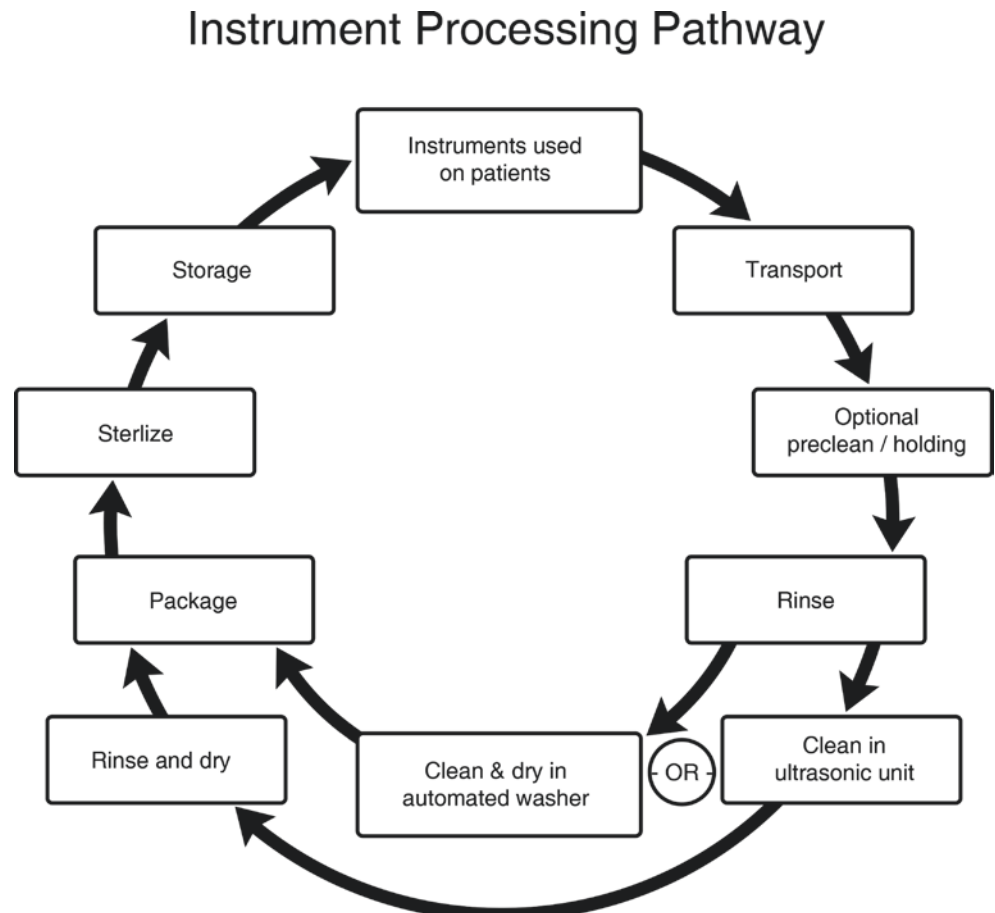 Instrument Processing Pathway
Instruments used
on patients
Transport
Optional
preclean / holding
Rinse
Clean in
ultrasonic unit
OR
Clean & dry in
automated washer
Rinse and dry
Package
Sterlize
Storage